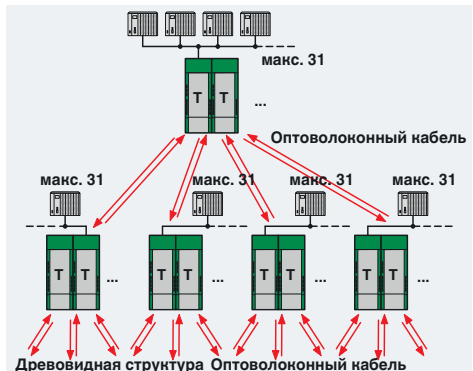 макс. 31
Т Т ...
Оптоволоконный кабель
макс. 31 макс. 31 макс. 31 макс. 31
Т Т ... Т Т ... Т Т ... Т Т ...
Древовидная структура Оптоволоконный кабель